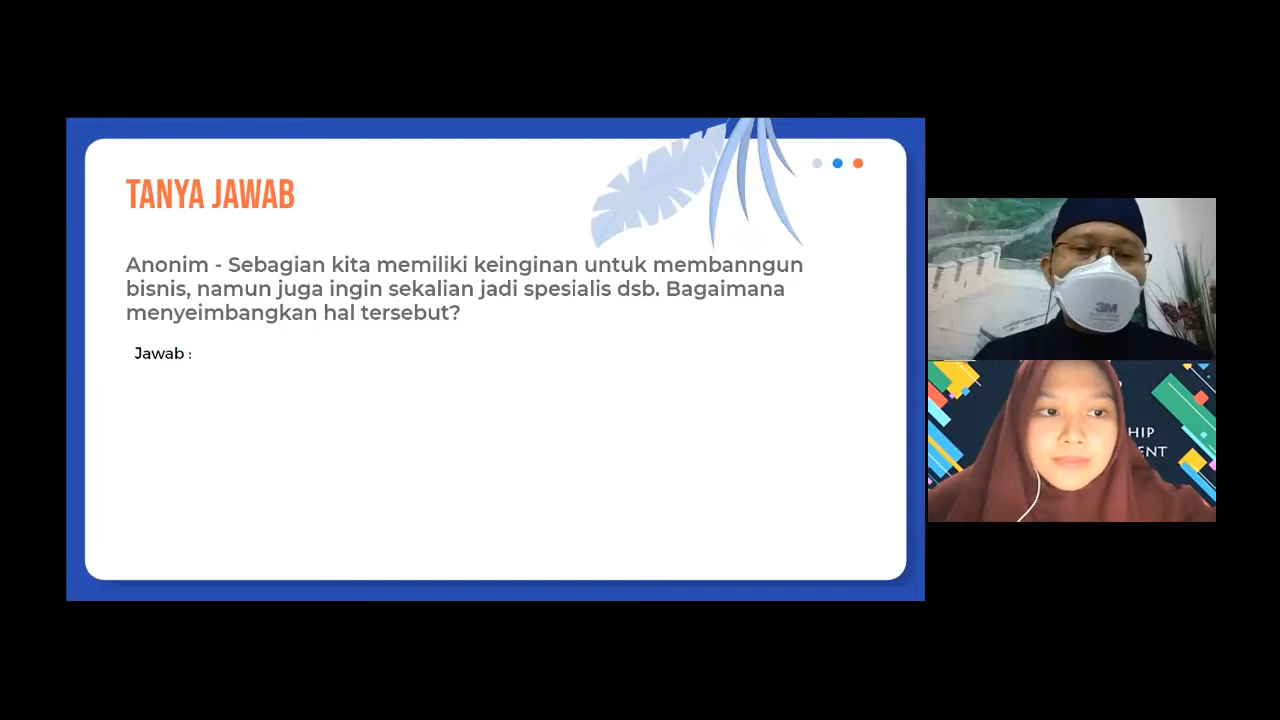 TANYA JAWAB
Anonim - Sebagian kita memiliki keinginan untuk membanngun
bisnis, namun juga ingin sekalian jadi spesialis dsb. Bagaimana
menyeimbangkan hal tersebut?
Jawab :
3M
HIP
ENT